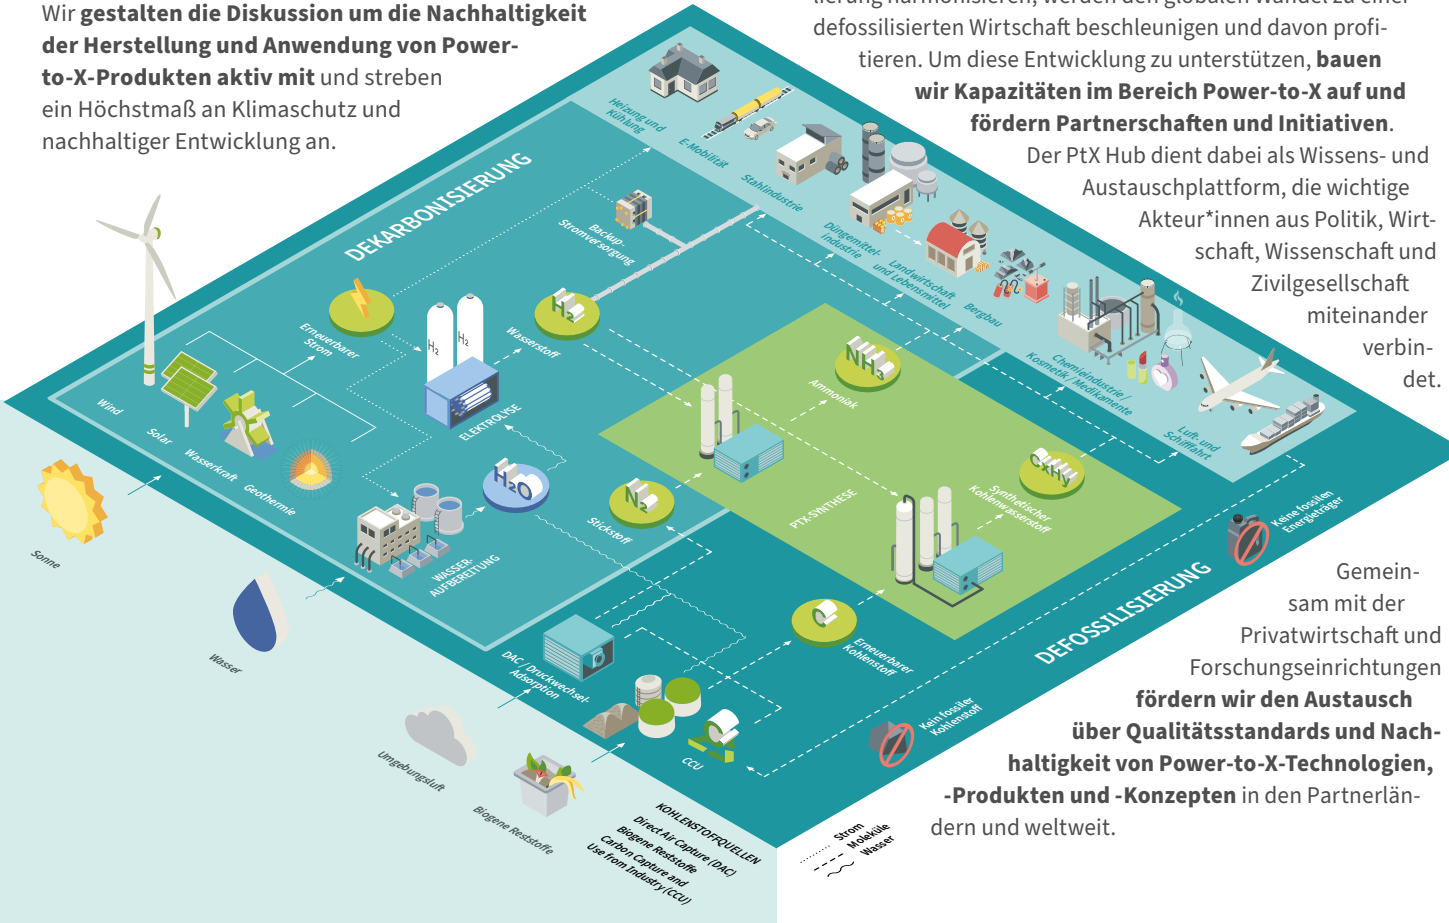 Wir gestalten die Diskussion um die Nachhaltigkeit
der Herstellung und Anwendung von Power-
to-X-Produkten aktiv mit und streben
ein Höchstmaß an Klimaschutz und
nachhaltiger Entwicklung an.
lierung harmonisieren, werden den globalen Wandel zu einer
defossilisierten Wirtschaft beschleunigen und davon profi-
tieren. Um diese Entwicklung zu unterstützen, bauen
wir Kapazitäten im Bereich Power-to-X auf und
fördern Partnerschaften und Initiativen.
Der PtX Hub dient dabei als Wissens- und
Austauschplattform, die wichtige
Akteur*innen aus Politik, Wirt-
schaft, Wissenschaft und
Zivilgesellschaft
miteinander
verbin-
det.
Heizung und
Kühlung
E-Mobilität
Stahlindustrie
Düngemittel-
industrie
Landwirtschaft
und Lebensmittel
Bergbau
Chemieindustrie /
Kosmetik / Medikamente
Luft- und
Schifffahrt
DEKARBONISIERUNG
Backup-
Stromversorgung
Erneuerbarer
Strom
H₂
H₂
H₂
Wasserstoff
ELEKTROLYSE
Wind
Solar
Wasserkraft
Geothermie
H₂O
WASSER-
AUFBEREITUNG
N₂
Stickstoff
NH₃
Ammoniak
PTX-SYNTHESE
CxHy
Synthetischer
Kohlenwasserstoff
Sonne
Wasser
Umgebungsluft
Biogene Reststoffe
DAC / Druckwechsel-
Adsorption
C
Erneuerbarer
Kohlenstoff
C
CCU
Kein fossiler
Kohlenstoff
Keine fossilen
Energieträger
DEFOSSILISIERUNG
KOHLENSTOFFQUELLEN
Direct Air Capture (DAC)
Biogene Reststoffe
Carbon Capture and
Use from Industry (CCU)
Strom
Moleküle
Wasser
Gemein-
sam mit der
Privatwirtschaft und
Forschungseinrichtungen
fördern wir den Austausch
über Qualitätsstandards und Nach-
haltigkeit von Power-to-X-Technologien,
-Produkten und -Konzepten in den Partnerlän-
dern und weltweit.